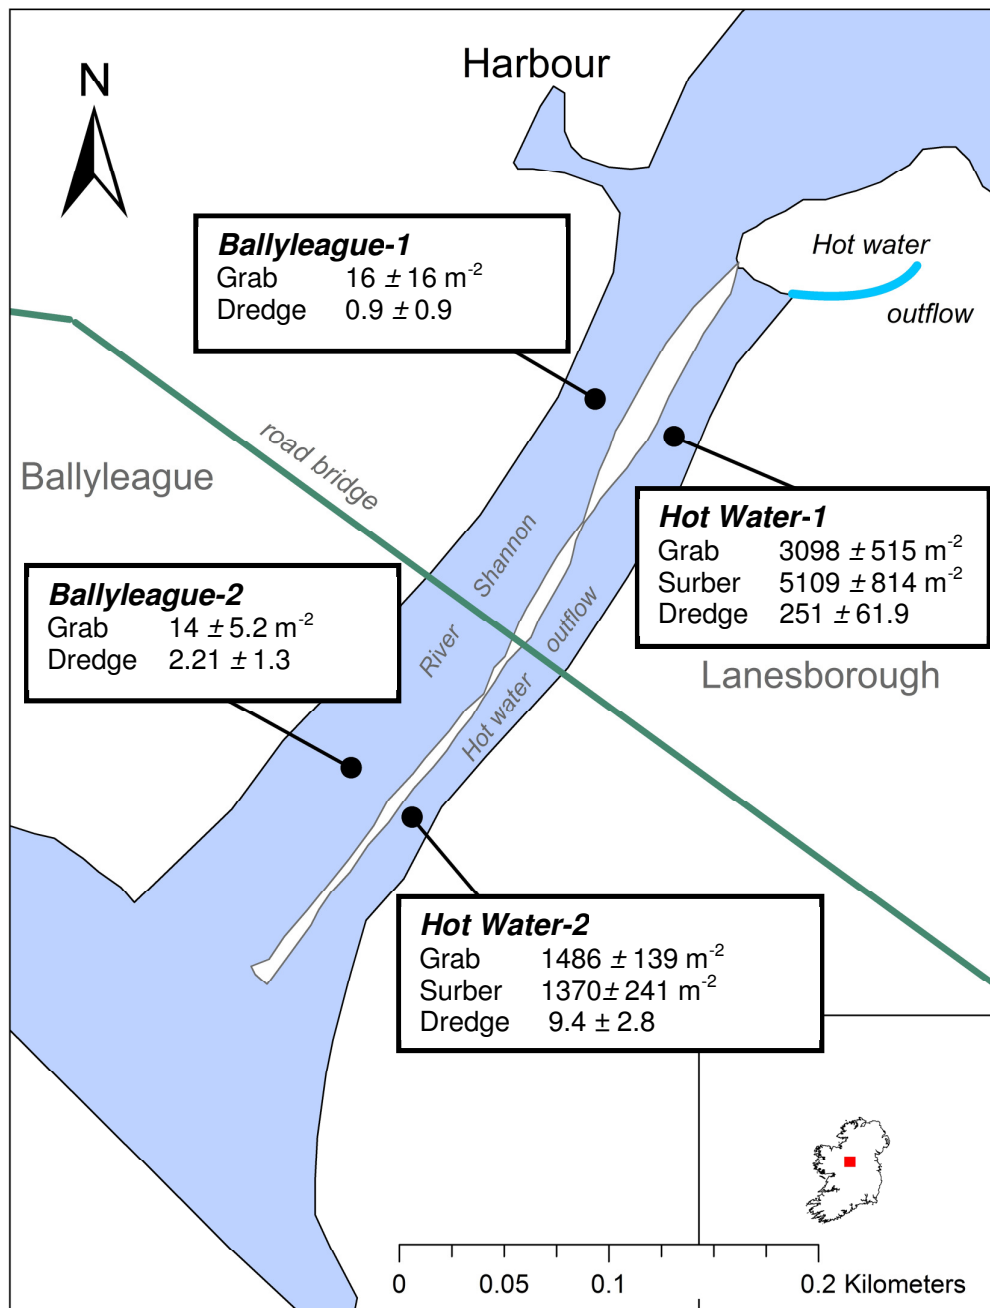 Harbour
N
Ballyleague-1
Grab 16 ± 16 m-2
Dredge 0.9 ± 0.9
Hot water
outflow
road bridge
Ballyleague
Hot Water-1
Grab 3098 ± 515 m-2
Surber 5109 ± 814 m-2
Dredge 251 ± 61.9
River Shannon
Hot water outflow
Ballyleague-2
Grab 14 ± 5.2 m-2
Dredge 2.21 ± 1.3
Lanesborough
Hot Water-2
Grab 1486 ± 139 m-2
Surber 1370± 241 m-2
Dredge 9.4 ± 2.8
0 0.05 0.1 0.2 Kilometers